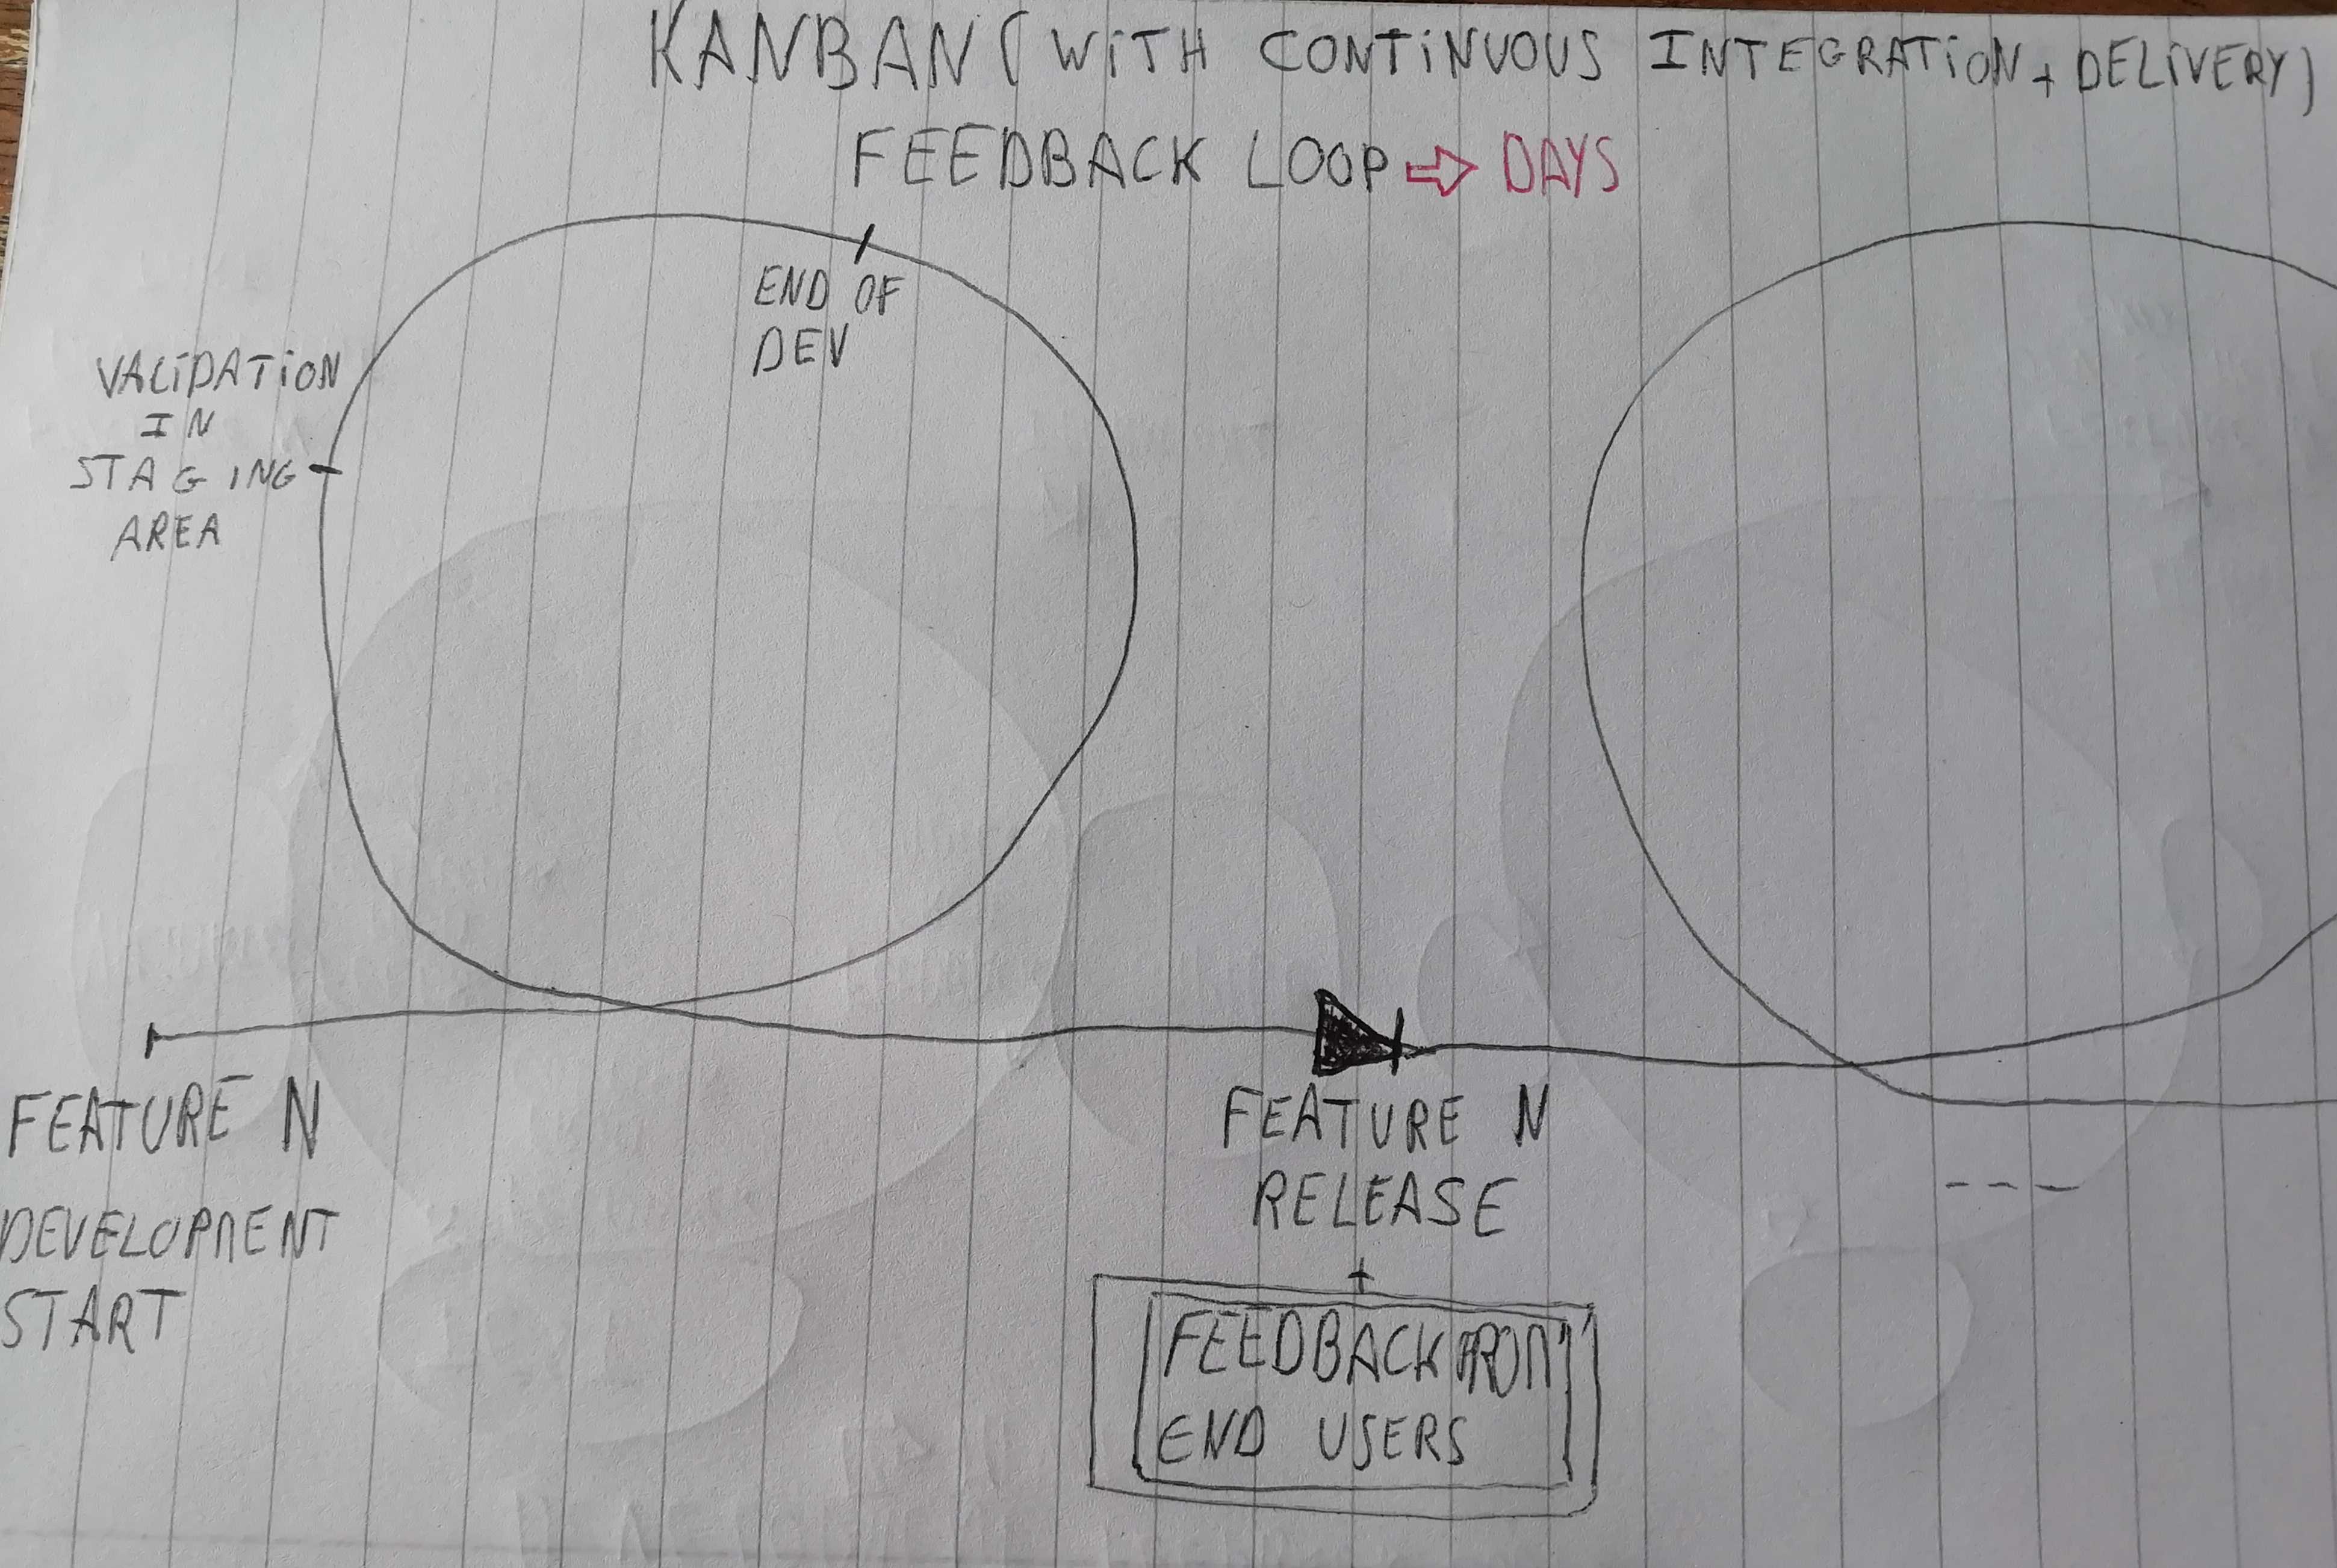 KANBAN (WITH CONTINUOUS INTEGRATION + DELIVERY)
FEEDBACK LOOP ⇨ DAYS
END OF
DEV
VALIDATION
IN
STAGING
AREA
FEATURE N
DEVELOPMENT
START
FEATURE N
RELEASE
+
FEEDBACK FROM
END USERS
---